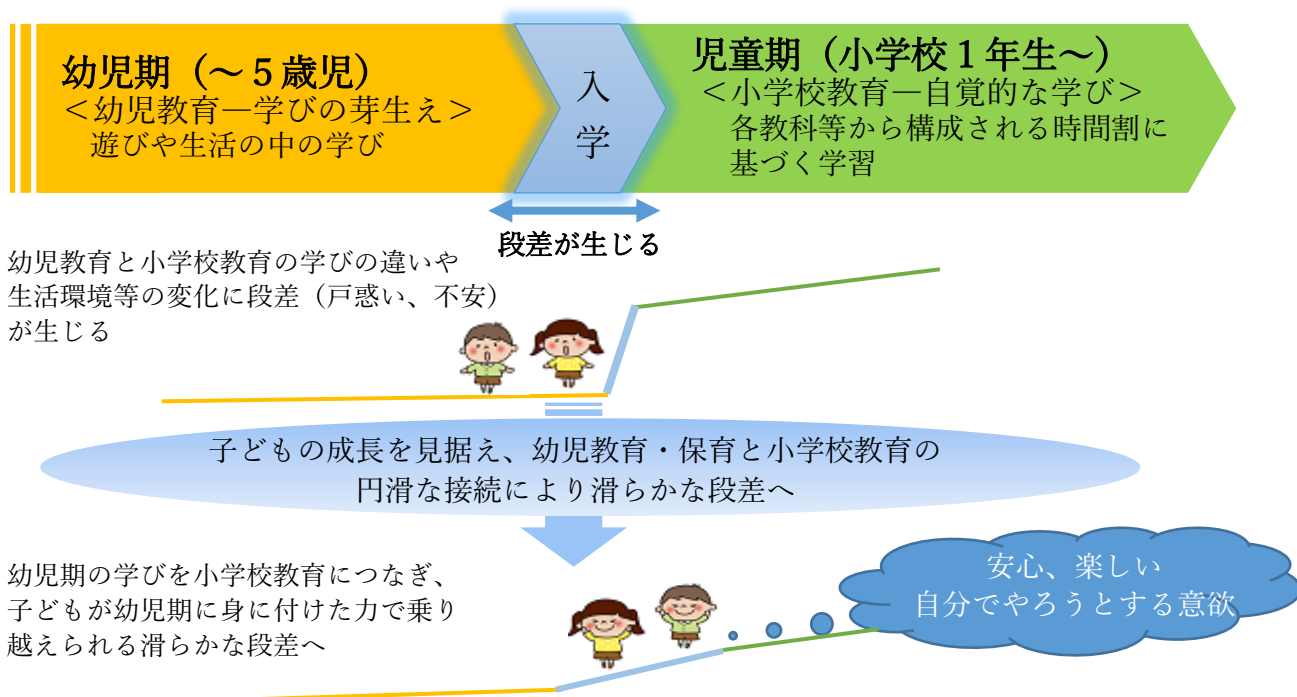 幼児期（～５歳児）
＜幼児教育―学びの芽生え＞
遊びや生活の中の学び
入
学
児童期（小学校１年生～）
＜小学校教育―自覚的な学び＞
各教科等から構成される時間割に
基づく学習
段差が生じる
幼児教育と小学校教育の学びの違いや
生活環境等の変化に段差（戸惑い、不安）
が生じる
子どもの成長を見据え、幼児教育・保育と小学校教育の
円滑な接続により滑らかな段差へ
幼児期の学びを小学校教育につなぎ、
子どもが幼児期に身に付けた力で乗り
越えられる滑らかな段差へ
安心、楽しい
自分でやろうとする意欲